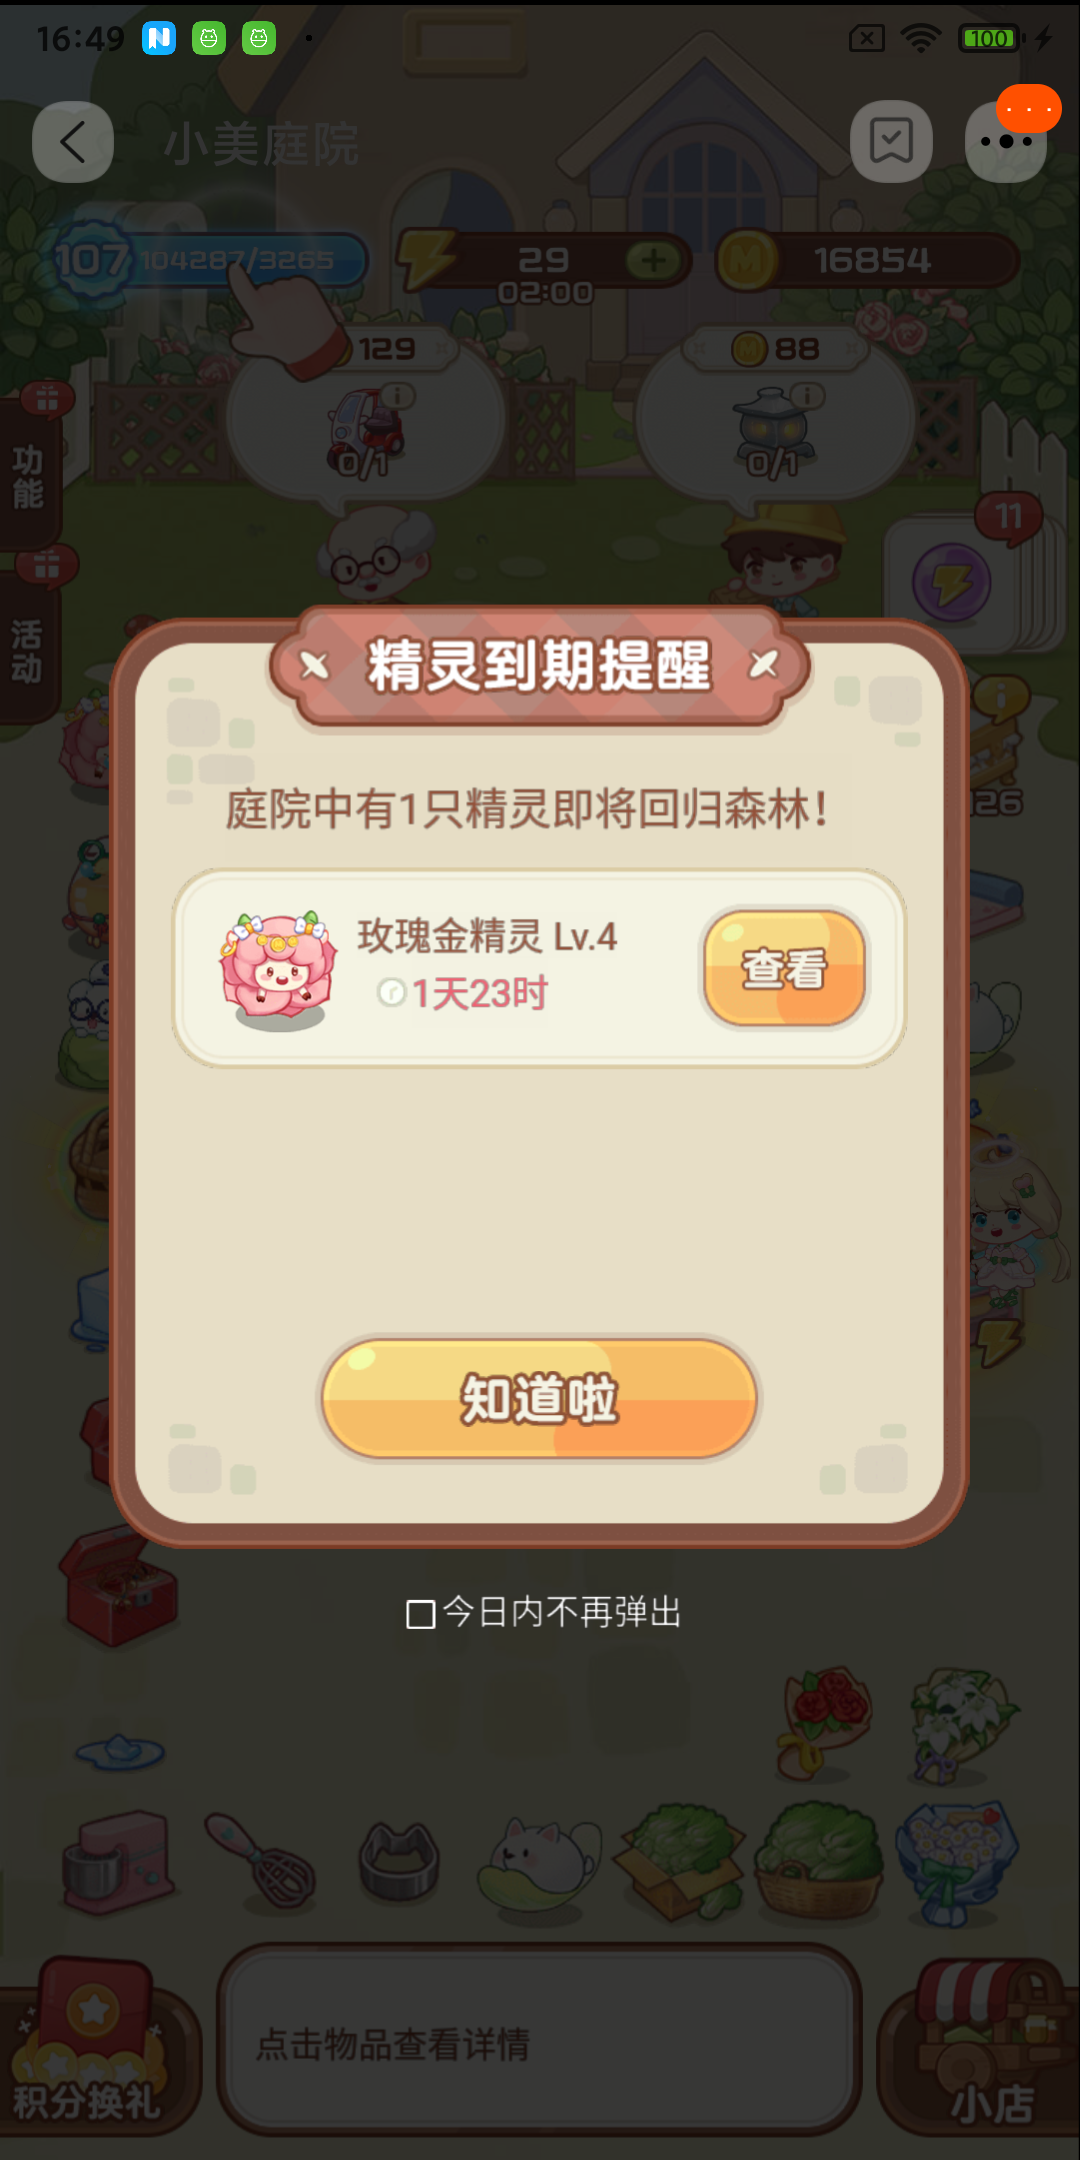 16:49
100
小美庭院
107
104287/3265
29
02:00
16854
129
88
0/1
0/1
功能
11
活动
精灵到期提醒
庭院中有1只精灵即将回归森林!
126
玫瑰金精灵 Lv.4
1天23时
查看
知道啦
今日内不再弹出
点击物品查看详情
积分换礼
小店